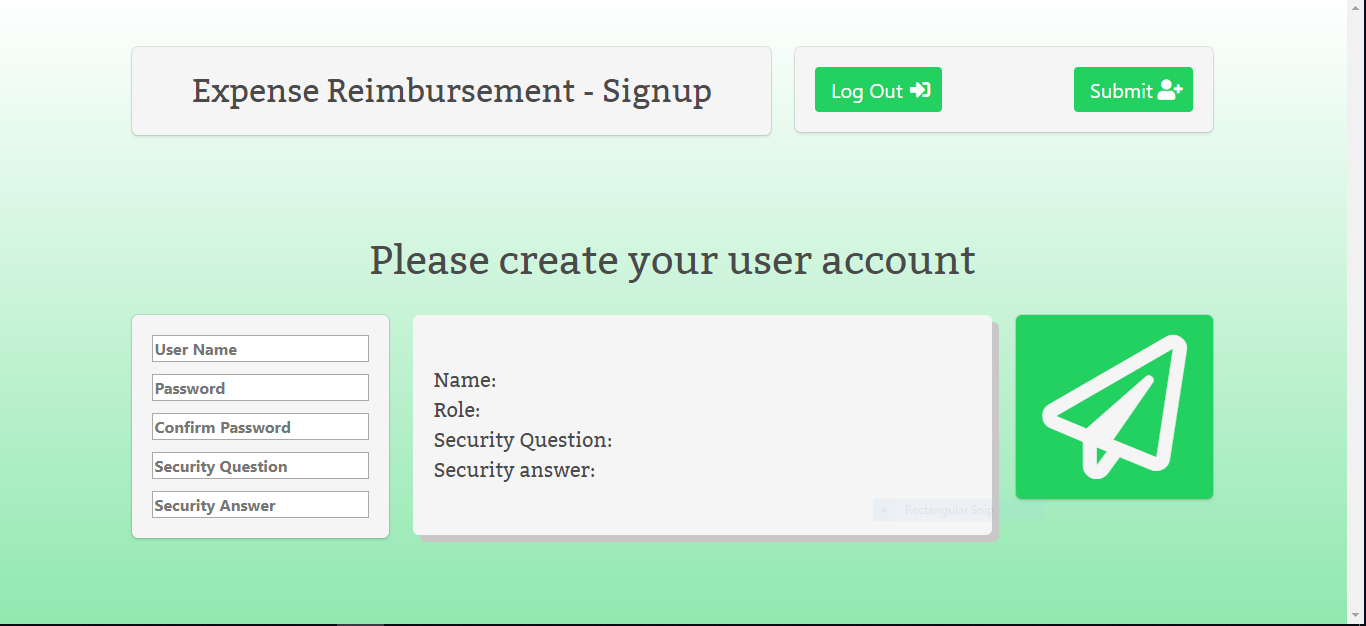 Expense Reimbursement - Signup
Log Out
Submit
Please create your user account
User Name
Password
Confirm Password
Security Question
Security Answer
Name:
Role:
Security Question:
Security answer:
Rectangular Snip